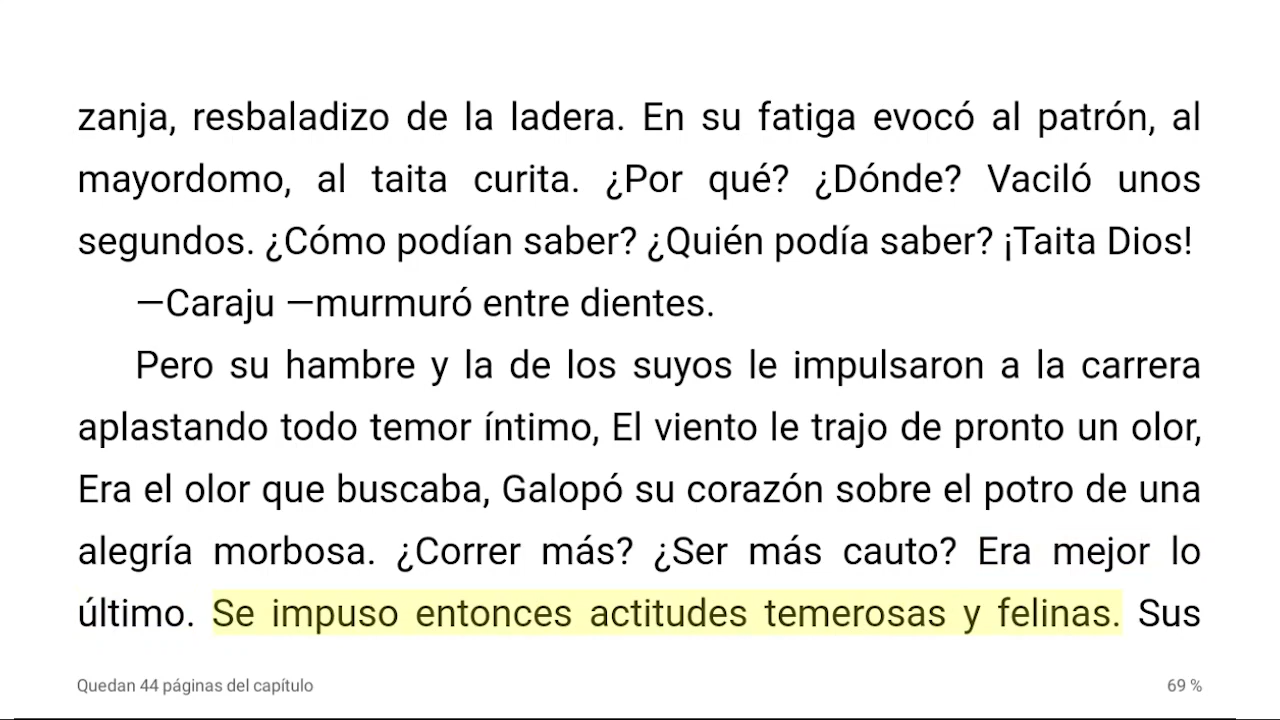 zanja, resbaladizo de la ladera. En su fatiga evocó al patrón, al
mayordomo, al taita curita. ¿Por qué? ¿Dónde? Vaciló unos
segundos. ¿Cómo podían saber? ¿Quién podía saber? ¡Taita Dios!
—Caraju —murmuró entre dientes.
Pero su hambre y la de los suyos le impulsaron a la carrera
aplastando todo temor íntimo, El viento le trajo de pronto un olor,
Era el olor que buscaba, Galopó su corazón sobre el potro de una
alegría morbosa. ¿Correr más? ¿Ser más cauto? Era mejor lo
último. Se impuso entonces actitudes temerosas y felinas. Sus
Quedan 44 páginas del capítulo
69 %